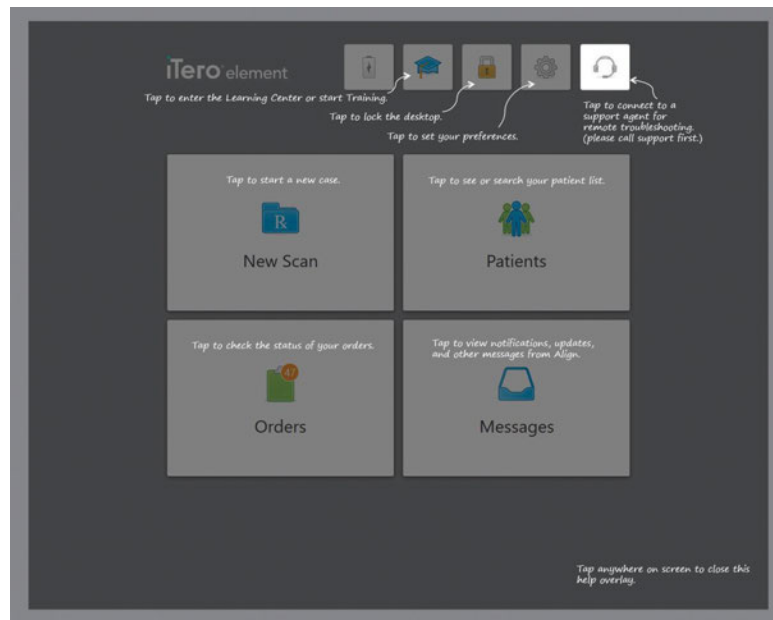 iTero element
Tap to enter the Learning Center or start Training.
Tap to lock the desktop.
Tap to set your preferences.
Tap to connect to a
support agent for
remote troubleshooting.
(please call support first.)
Tap to start a new case.
R
New Scan
Tap to see or search your patient list.
Patients
Tap to check the status of your orders.
47
Orders
Tap to view notifications, updates,
and other messages from Align.
Messages
Tap anywhere on screen to close this
help overlay.